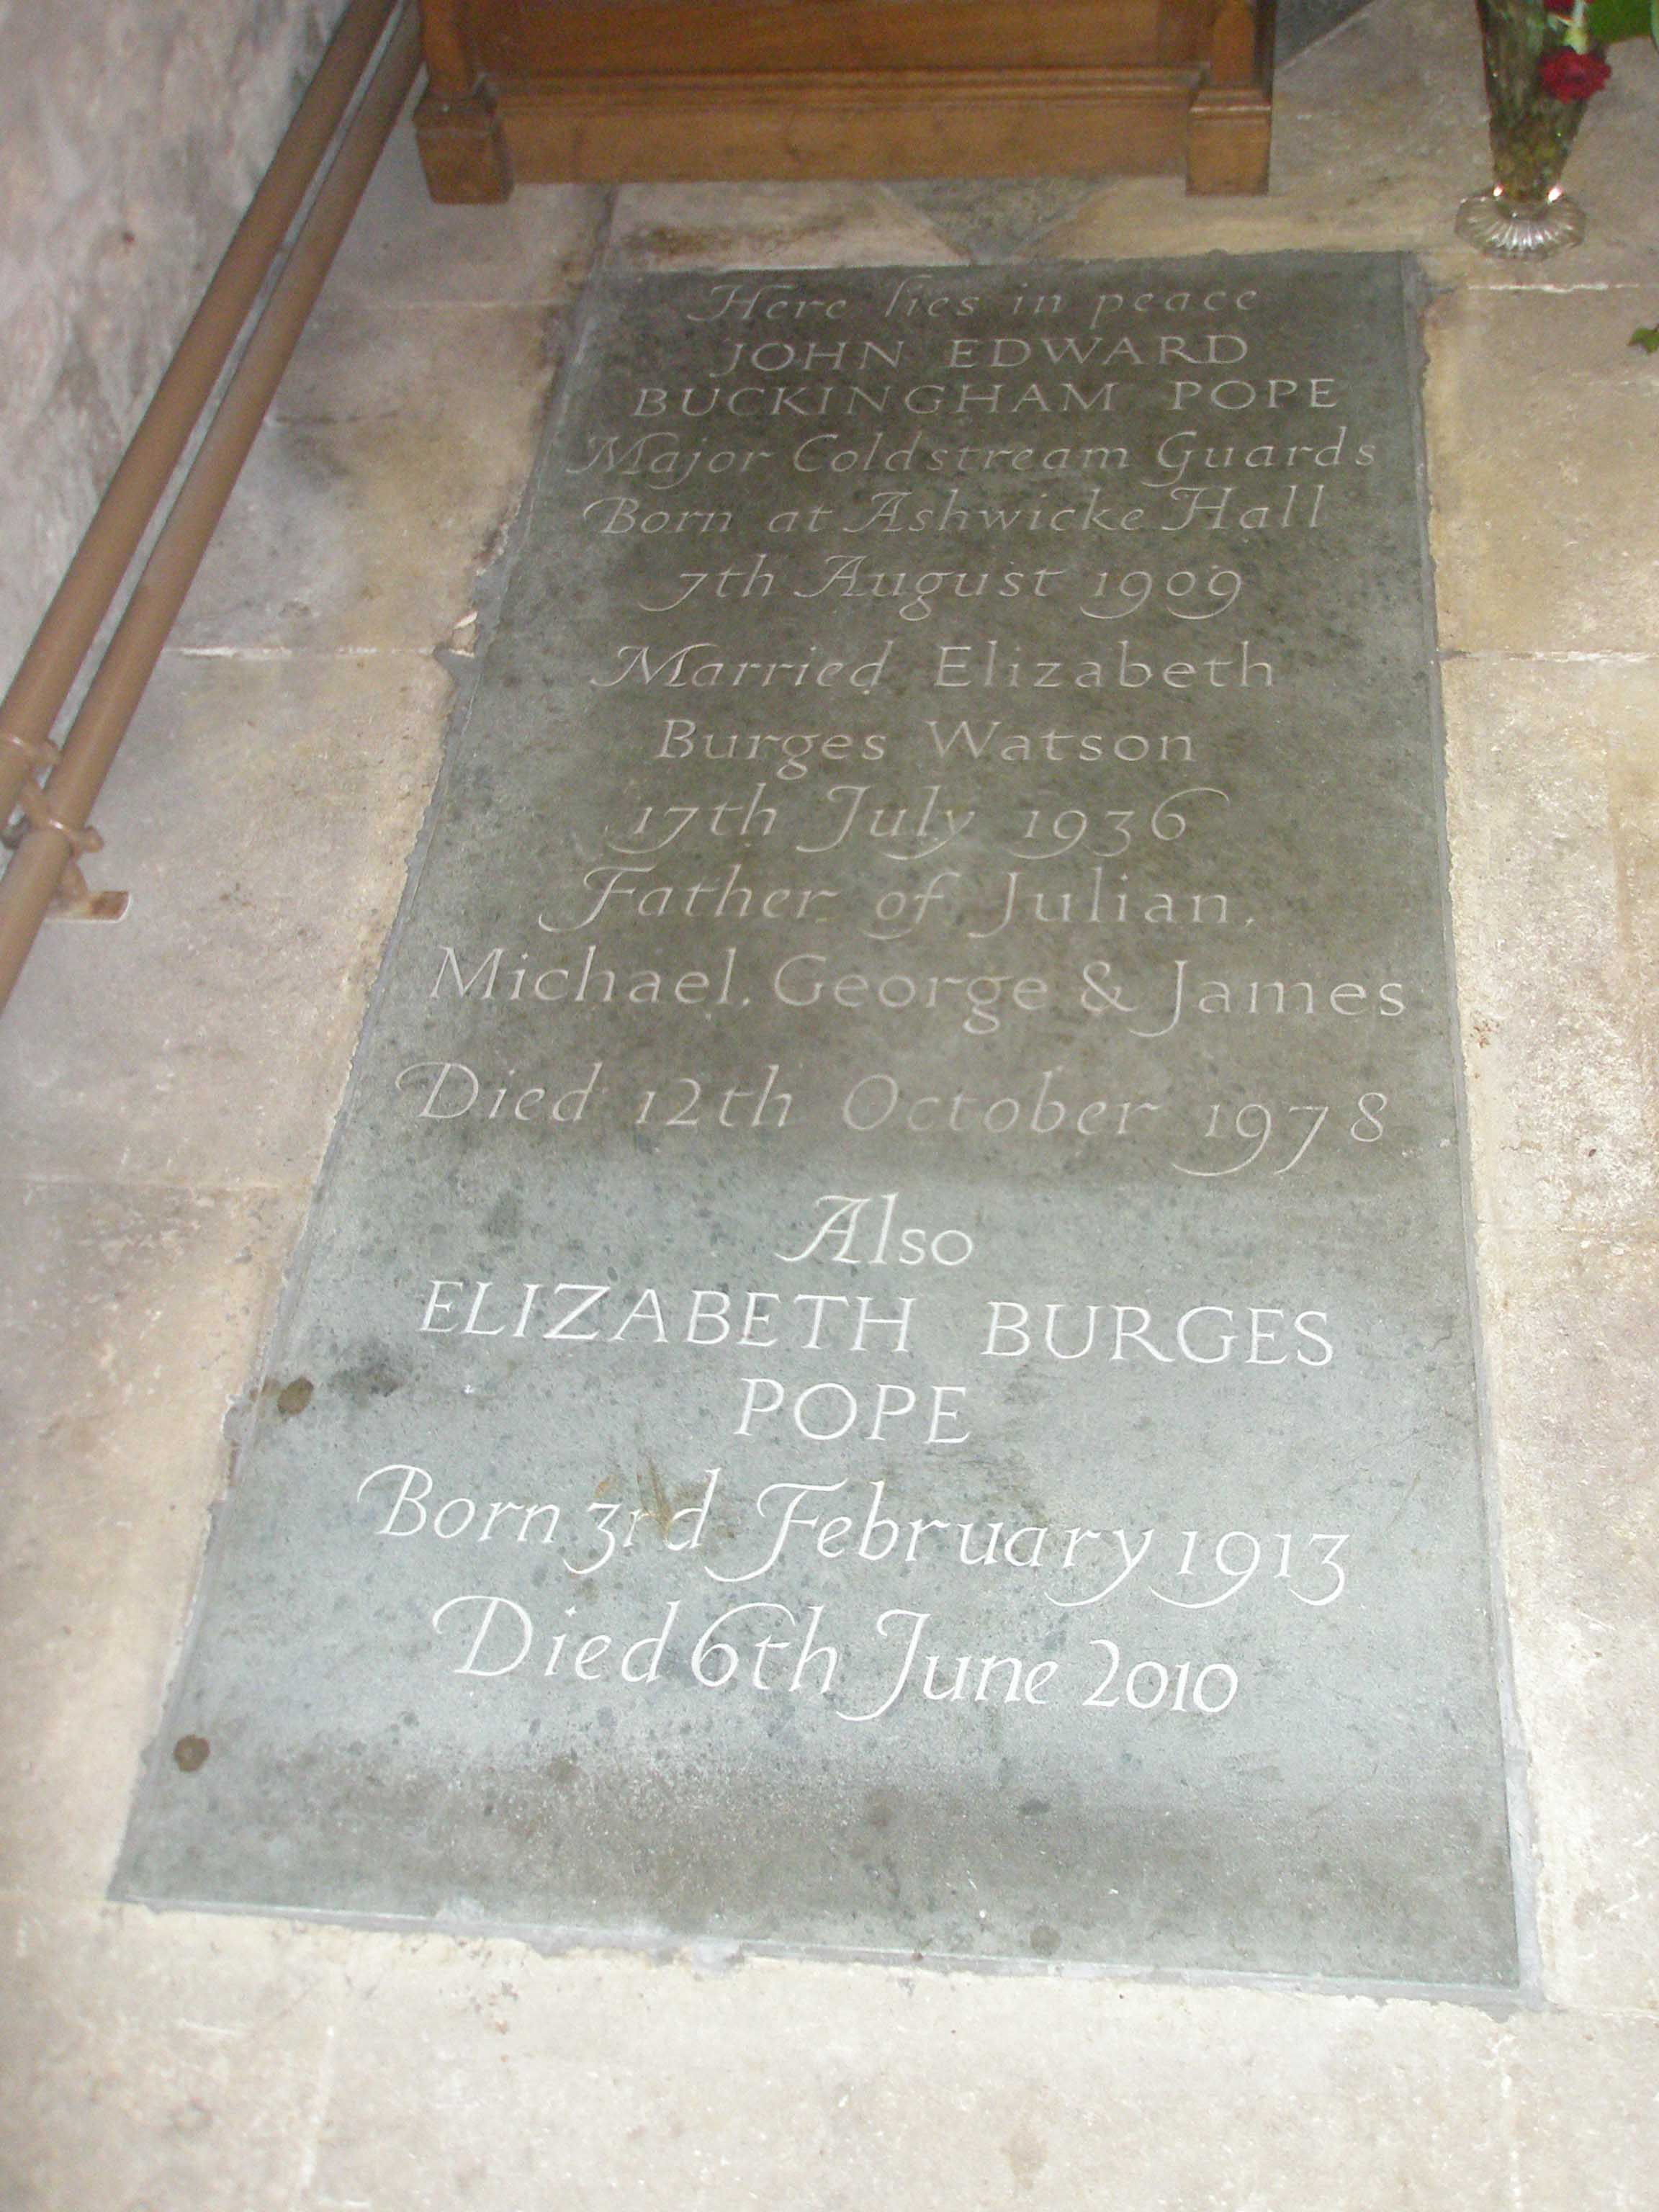 Here lies in peace
JOHN EDWARD
BUCKINGHAM POPE
Major Coldstream Guards
Born at Ashwicke Hall
7th August 1909
Married Elizabeth
Burges Watson
17th July 1936
Father of Julian,
Michael, George & James
Died 12th October 1978
Also
ELIZABETH BURGES
POPE
Born 3rd February 1913
Died 6th June 2010